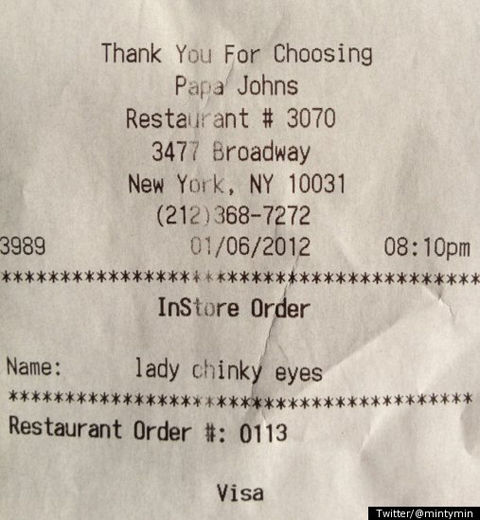 Thank You For Choosing
Papa Johns
Restaurant # 3070
3477 Broadway
New York, NY 10031
(212)368-7272
3989 01/06/2012 08:10pm
******************************************
InStore Order
Name: lady chinky eyes
******************************************
Restaurant Order #: 0113
Visa
Twitter/@mintymin